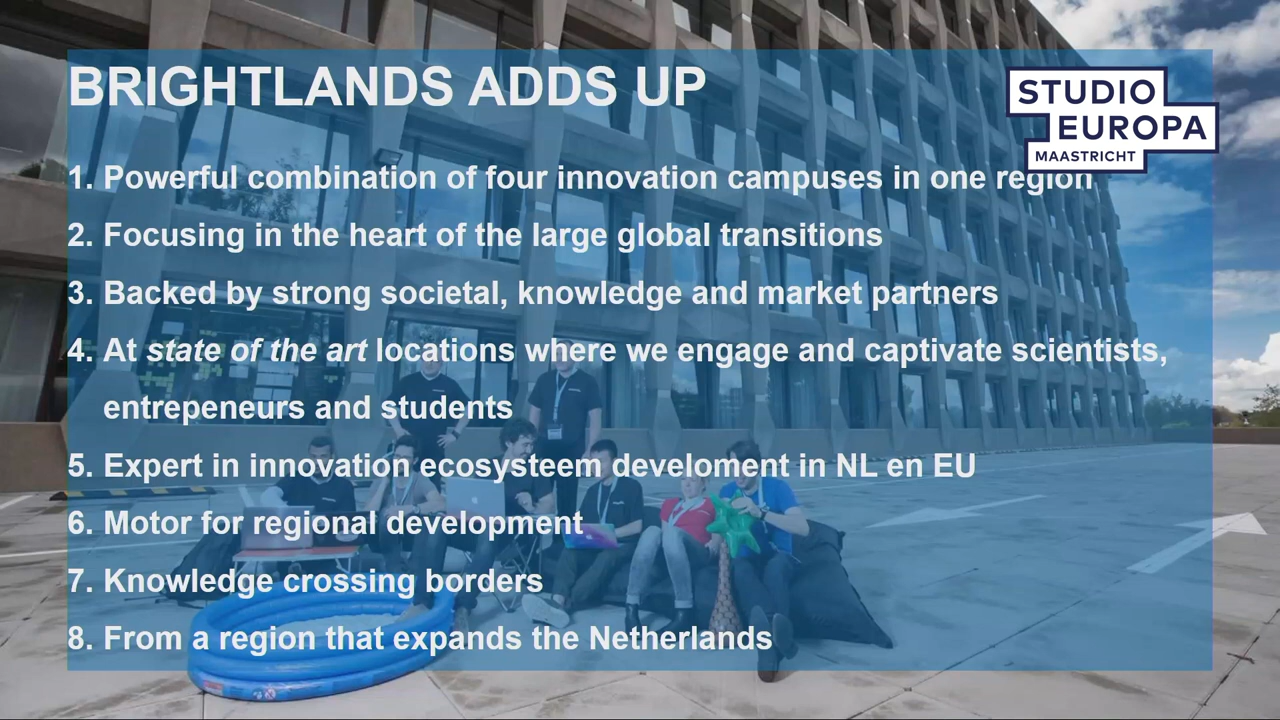 BRIGHTLANDS ADDS UP
STUDIO
EUROPA
MAASTRICHT
1. Powerful combination of four innovation campuses in one region
2. Focusing in the heart of the large global transitions
3. Backed by strong societal, knowledge and market partners
4. At state of the art locations where we engage and captivate scientists,
entrepeneurs and students
5. Expert in innovation ecosysteem develoment in NL en EU
6. Motor for regional development
7. Knowledge crossing borders
8. From a region that expands the Netherlands